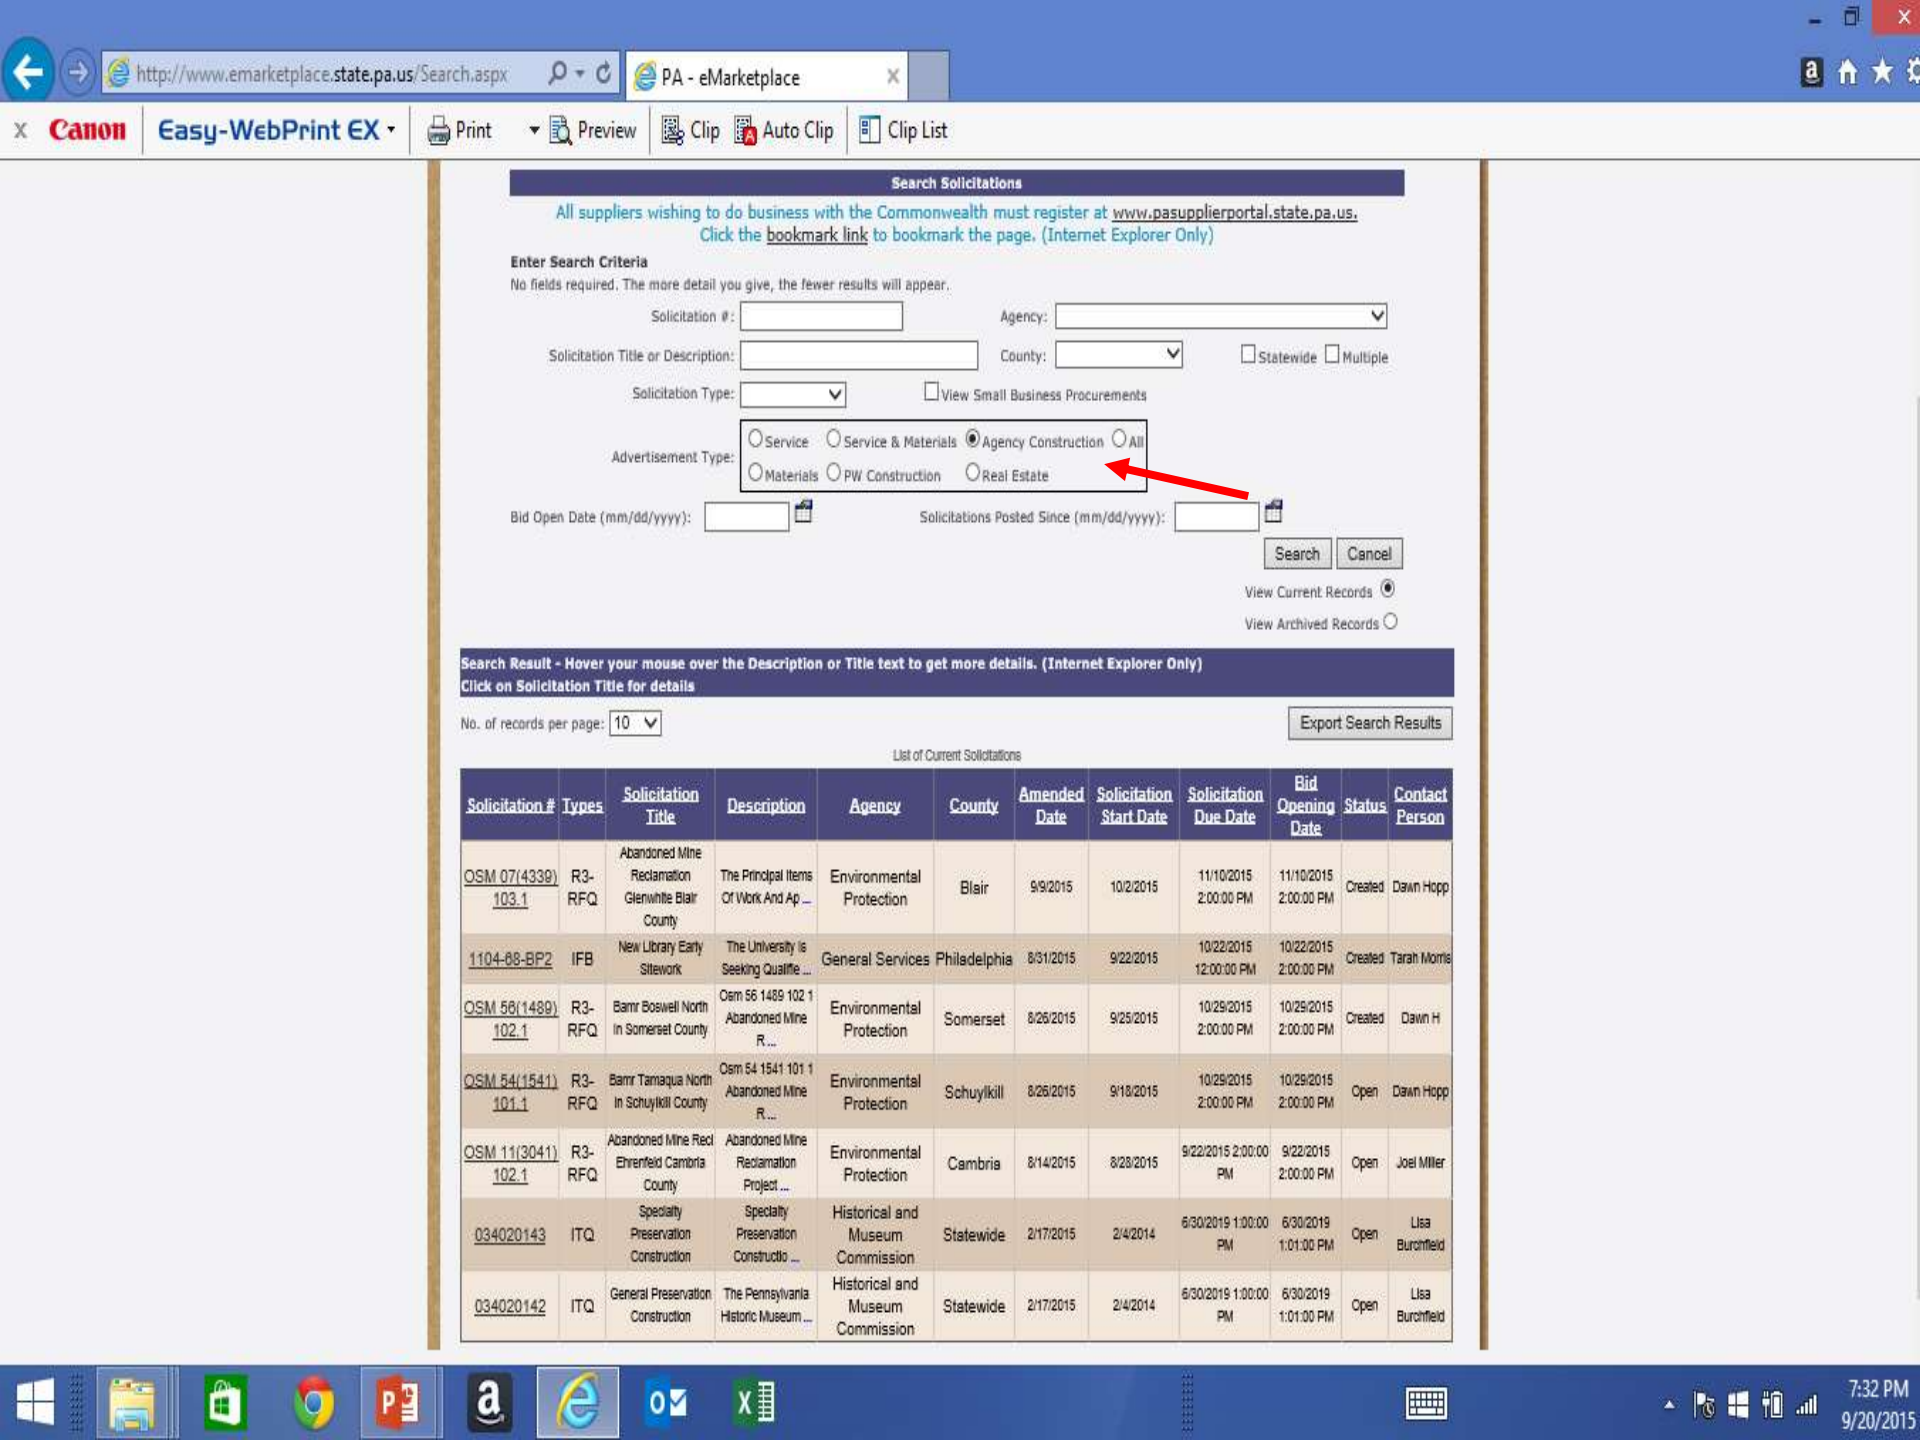 http://www.emarketplace.state.pa.us/Search.aspx
PA - eMarketplace
x Canon Easy-WebPrint EX Print Preview Clip Auto Clip Clip List
Search Solicitations
All suppliers wishing to do business with the Commonwealth must register at www.pasupplierportal.state.pa.us.
Click the bookmark link to bookmark the page. (Internet Explorer Only)
Enter Search Criteria
No fields required. The more detail you give, the fewer results will appear.
Solicitation #: Agency:
Solicitation Title or Description: County: Statewide Multiple
Solicitation Type: View Small Business Procurements
Advertisement Type:
Service Service & Materials Agency Construction All
Materials PW Construction Real Estate
Bid Open Date (mm/dd/yyyy): Solicitations Posted Since (mm/dd/yyyy):
Search Cancel
View Current Records
View Archived Records
Search Result - Hover your mouse over the Description or Title text to get more details. (Internet Explorer Only)
Click on Solicitation Title for details
No. of records per page: 10 Export Search Results
List of Current Solicitations
Solicitation # Types Solicitation Title Description Agency County Amended Date Solicitation Start Date Solicitation Due Date Bid Opening Date Status Contact Person
OSM 07(4339) 103.1 R3-RFQ Abandoned Mine Reclamation Glenwhite Blair County The Principal Items Of Work And Ap ... Environmental Protection Blair 9/9/2015 10/2/2015 11/10/2015 2:00:00 PM 11/10/2015 2:00:00 PM Created Dawn Hopp
1104-68-BP2 IFB New Library Early Sitework The University Is Seeking Qualifie ... General Services Philadelphia 8/31/2015 9/22/2015 10/22/2015 12:00:00 PM 10/22/2015 2:00:00 PM Created Tarah Morris
OSM 56(1489) 102.1 R3-RFQ Bamr Boswell North In Somerset County Osm 56 1489 102 1 Abandoned Mine R ... Environmental Protection Somerset 8/26/2015 9/25/2015 10/29/2015 2:00:00 PM 10/29/2015 2:00:00 PM Created Dawn H
OSM 54(1541) 101.1 R3-RFQ Bamr Tamaqua North In Schuylkill County Osm 54 1541 101 1 Abandoned Mine R ... Environmental Protection Schuylkill 8/26/2015 9/18/2015 10/29/2015 2:00:00 PM 10/29/2015 2:00:00 PM Open Dawn Hopp
OSM 11(3041) 102.1 R3-RFQ Abandoned Mine Recl Ehrenfeld Cambria County Abandoned Mine Reclamation Project ... Environmental Protection Cambria 8/14/2015 8/28/2015 9/22/2015 2:00:00 PM 9/22/2015 2:00:00 PM Open Joel Miller
034020143 ITQ Specialty Preservation Construction Specialty Preservation Constructio ... Historical and Museum Commission Statewide 2/17/2015 2/4/2014 6/30/2019 1:00:00 PM 6/30/2019 1:01:00 PM Open Lisa Burchfield
034020142 ITQ General Preservation Construction The Pennsylvania Historic Museum ... Historical and Museum Commission Statewide 2/17/2015 2/4/2014 6/30/2019 1:00:00 PM 6/30/2019 1:01:00 PM Open Lisa Burchfield
7:32 PM
9/20/2015